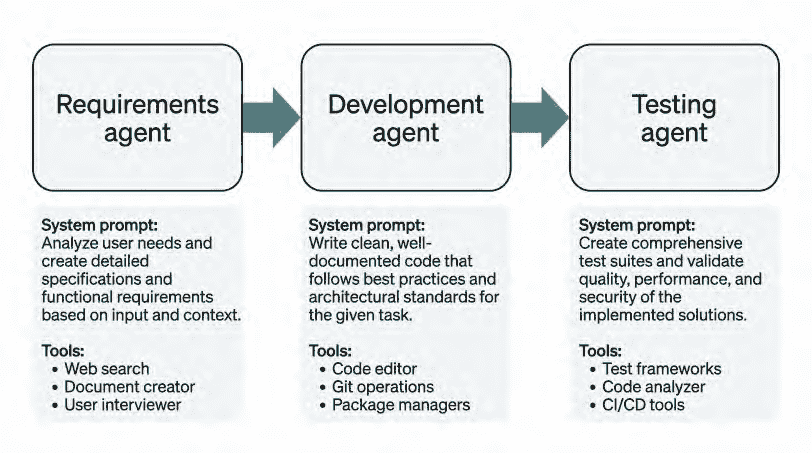 Requirements
agent
Development
agent
Testing
agent
System prompt:
Analyze user needs and
create detailed
specifications and
functional requirements
based on input and context.
Tools:
• Web search
• Document creator
• User interviewer
System prompt:
Write clean, well-
documented code that
follows best practices and
architectural standards for
the given task.
Tools:
• Code editor
• Git operations
• Package managers
System prompt:
Create comprehensive
test suites and validate
quality, performance, and
security of the
implemented solutions.
Tools:
• Test frameworks
• Code analyzer
• CI/CD tools